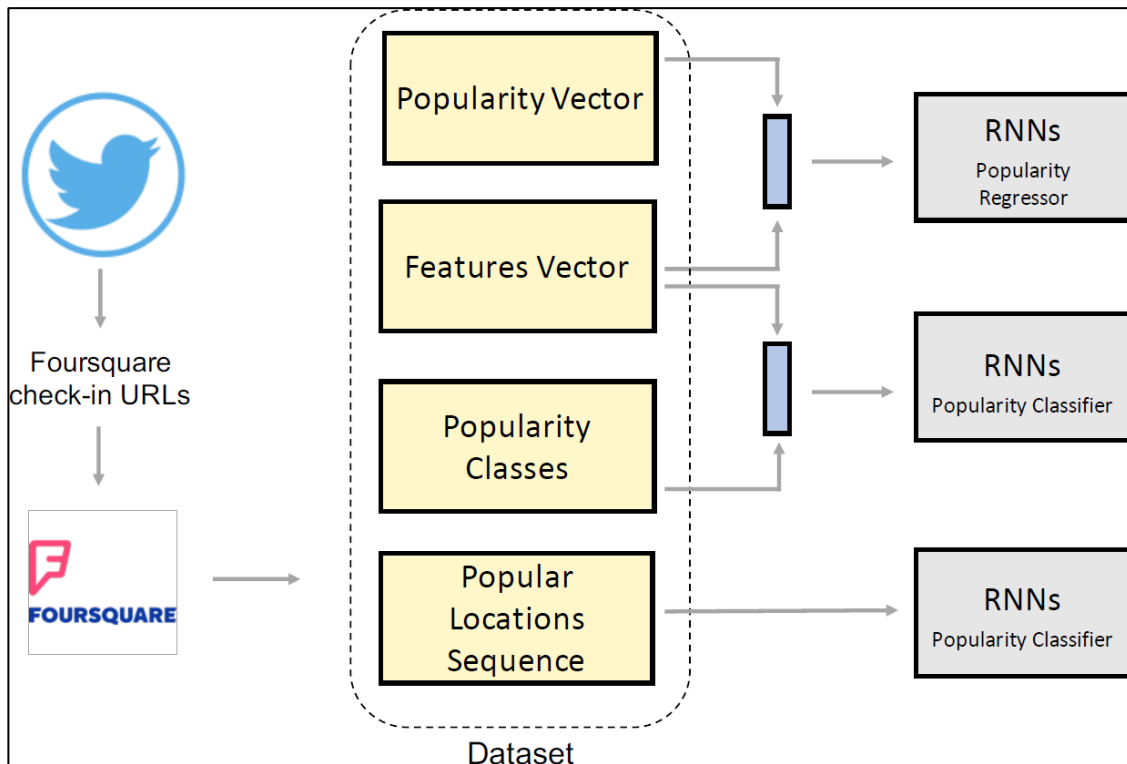 Popularity Vector
Features Vector
Popularity
Classes
Popular
Locations
Sequence
Dataset
Foursquare
check-in URLs
F
FOURSQUARE
RNNs
Popularity
Regressor
RNNs
Popularity Classifier
RNNs
Popularity Classifier